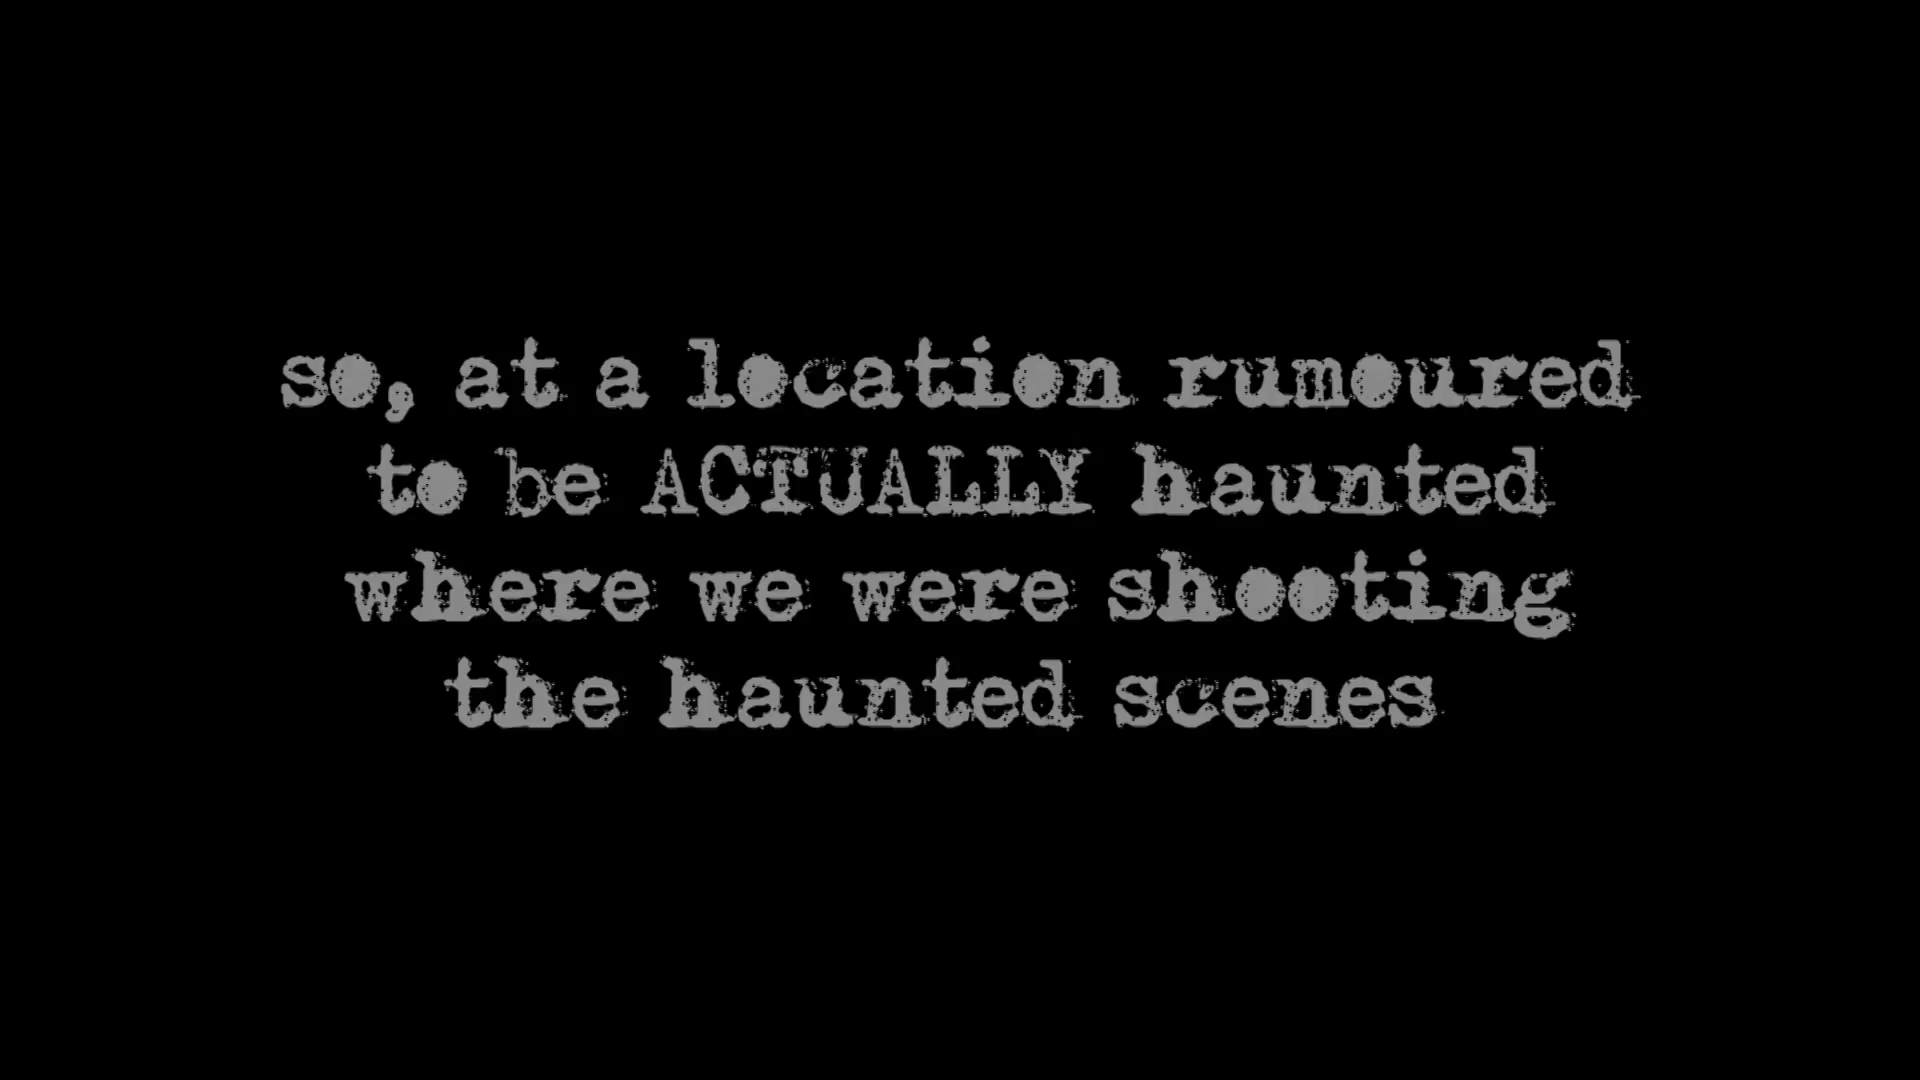 so, at a location rumoured
to be ACTUALLY haunted
where we were shooting
the haunted scenes